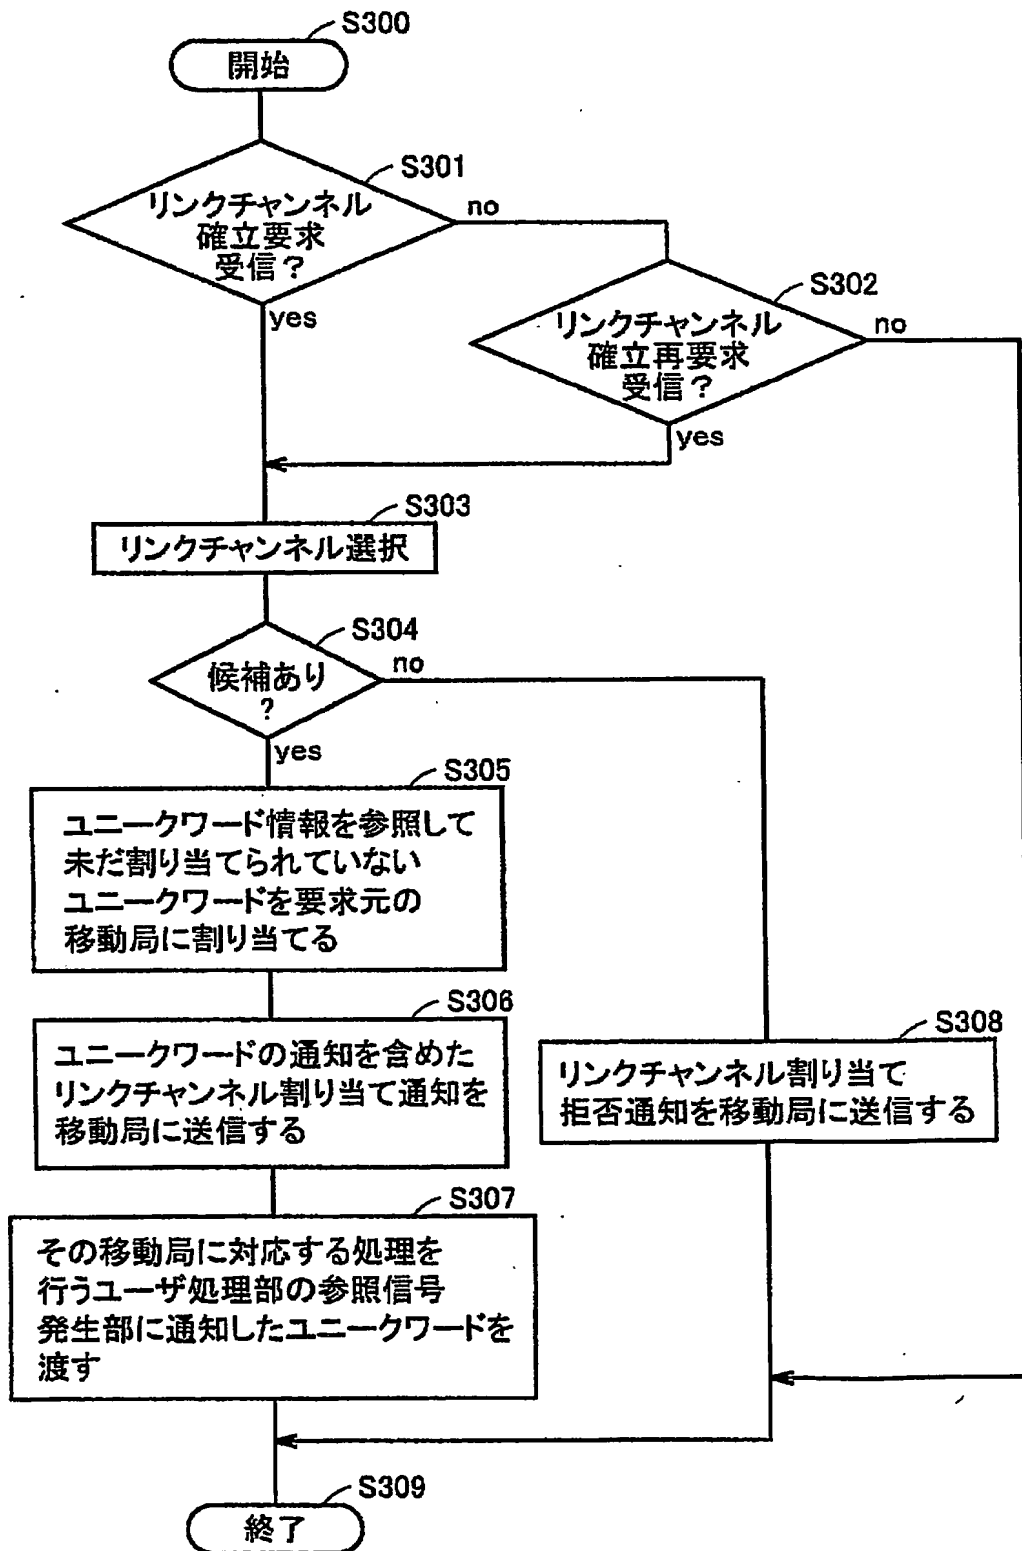 S300
開始
S301
リンクチャンネル
確立要求
受信？
no
yes
S302
リンクチャンネル
確立再要求
受信？
no
yes
S303
リンクチャンネル選択
S304
候補あり
?
no
yes
S305
ユニークワード情報を参照して
未だ割り当てられていない
ユニークワードを要求元の
移動局に割り当てる
S306
ユニークワードの通知を含めた
リンクチャンネル割り当て通知を
移動局に送信する
S308
リンクチャンネル割り当て
拒否通知を移動局に送信する
S307
その移動局に対応する処理を
行うユーザ処理部の参照信号
発生部に通知したユニークワードを
渡す
S309
終了